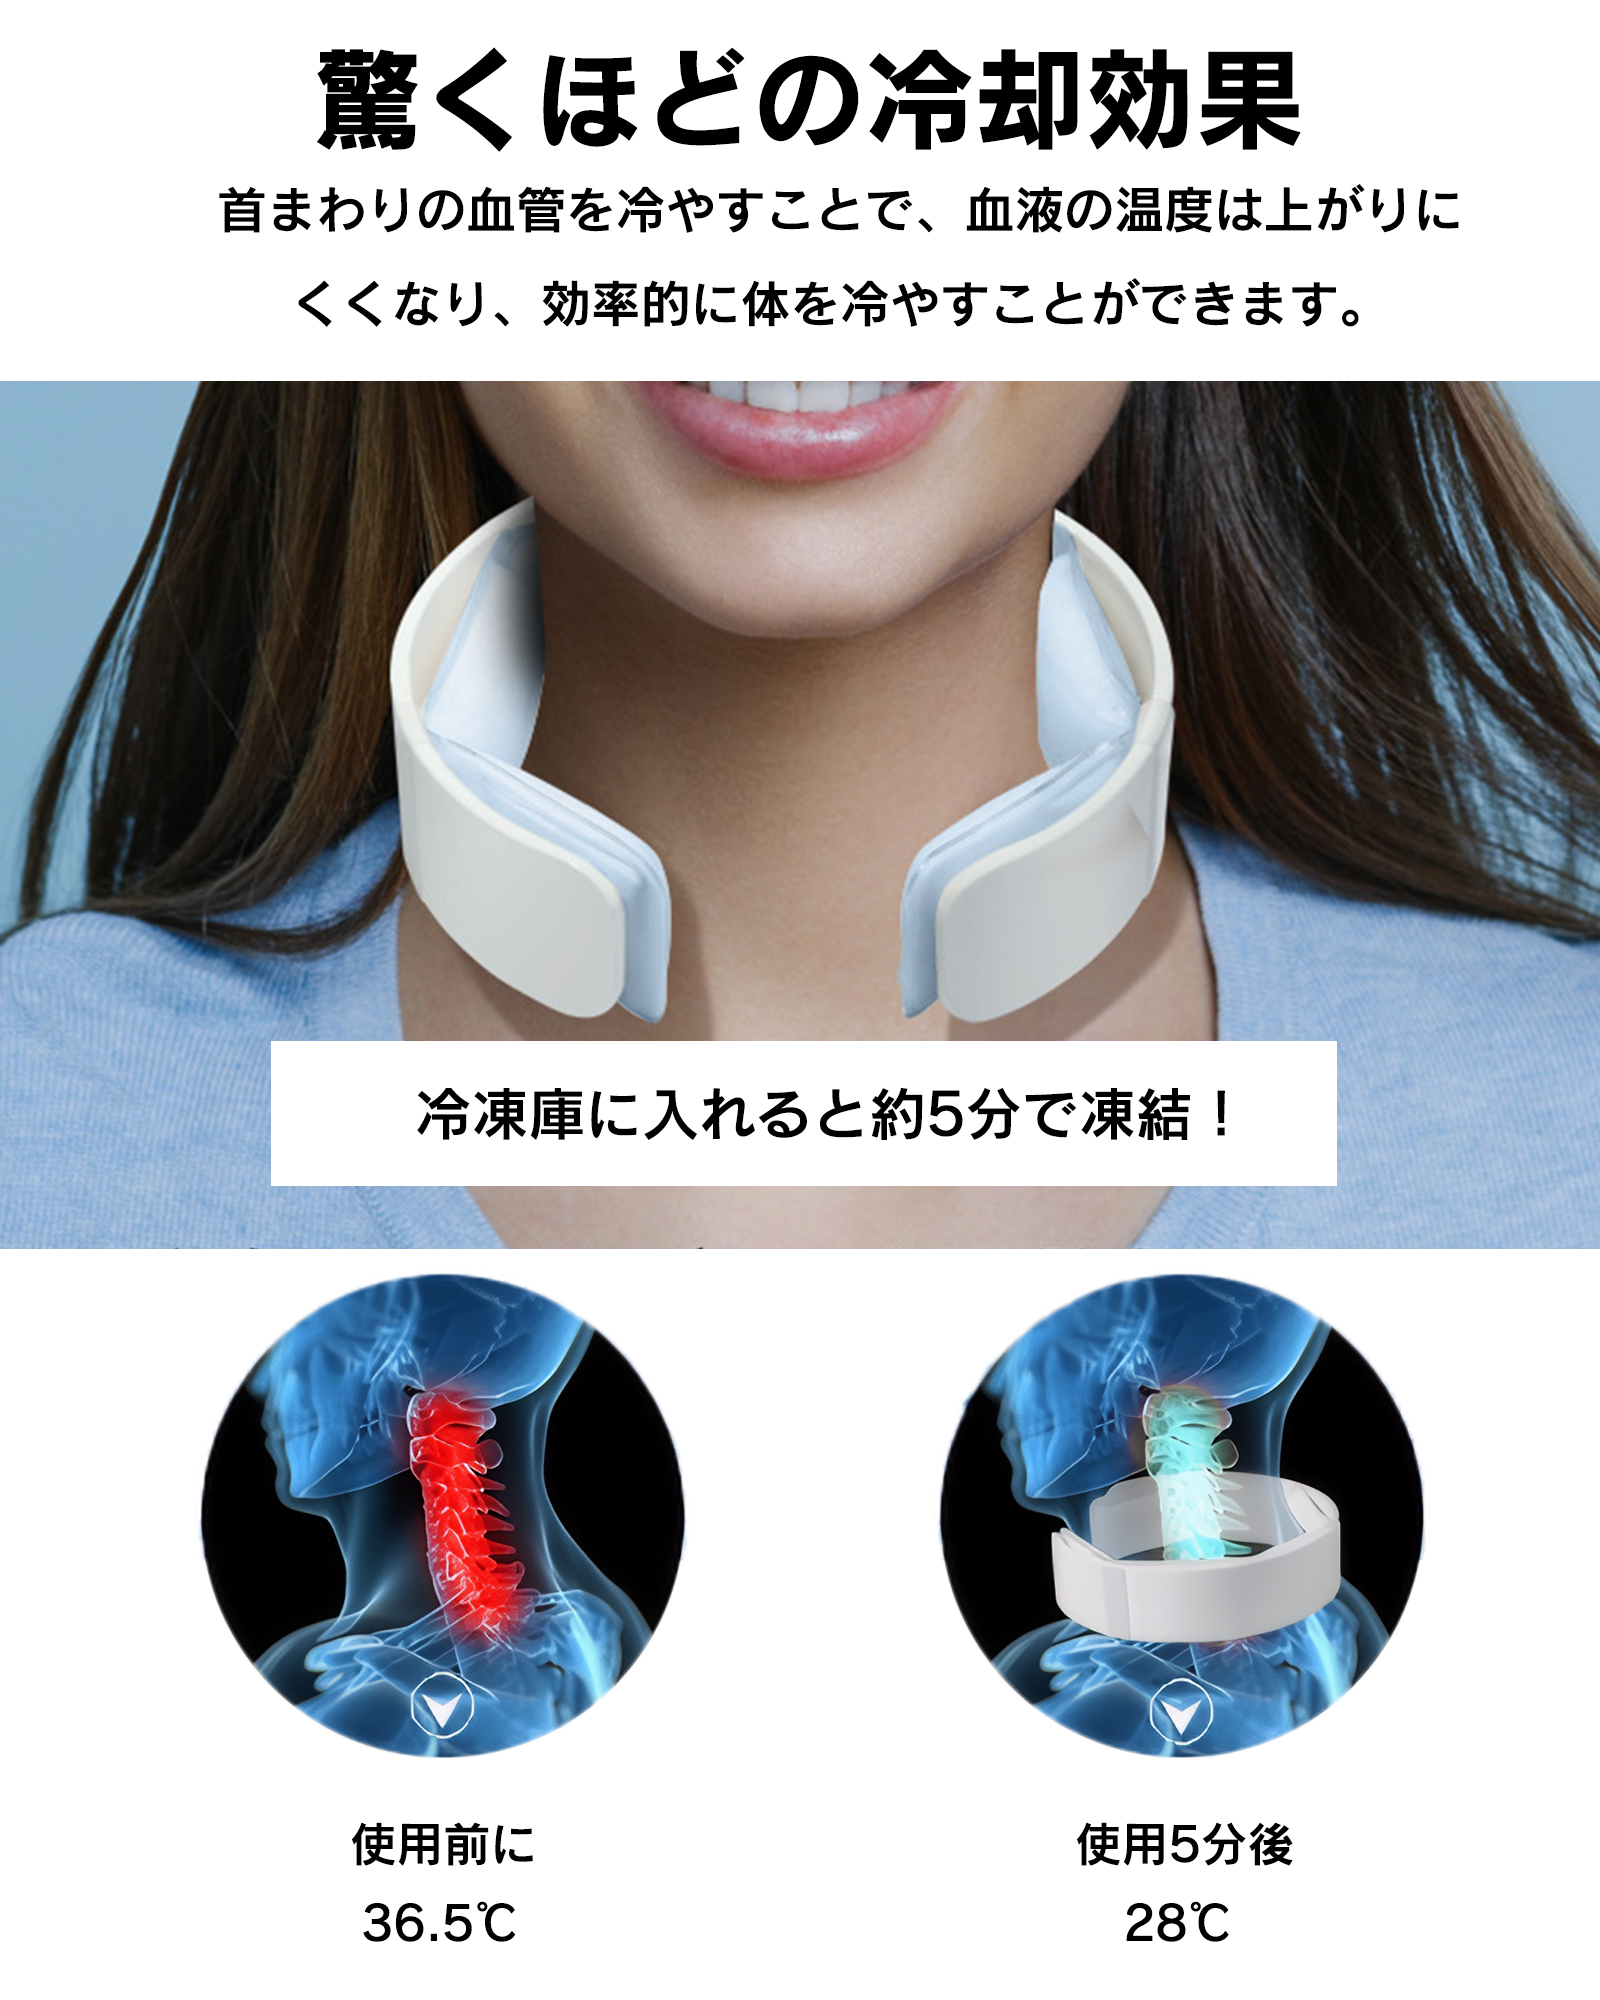 驚くほどの冷却効果
首まわりの血管を冷やすことで、血液の温度は上がりに
くくなり、効率的に体を冷やすことができます。
冷凍庫に入れると約5分で凍結！
使用前に
36.5℃
使用5分後
28℃